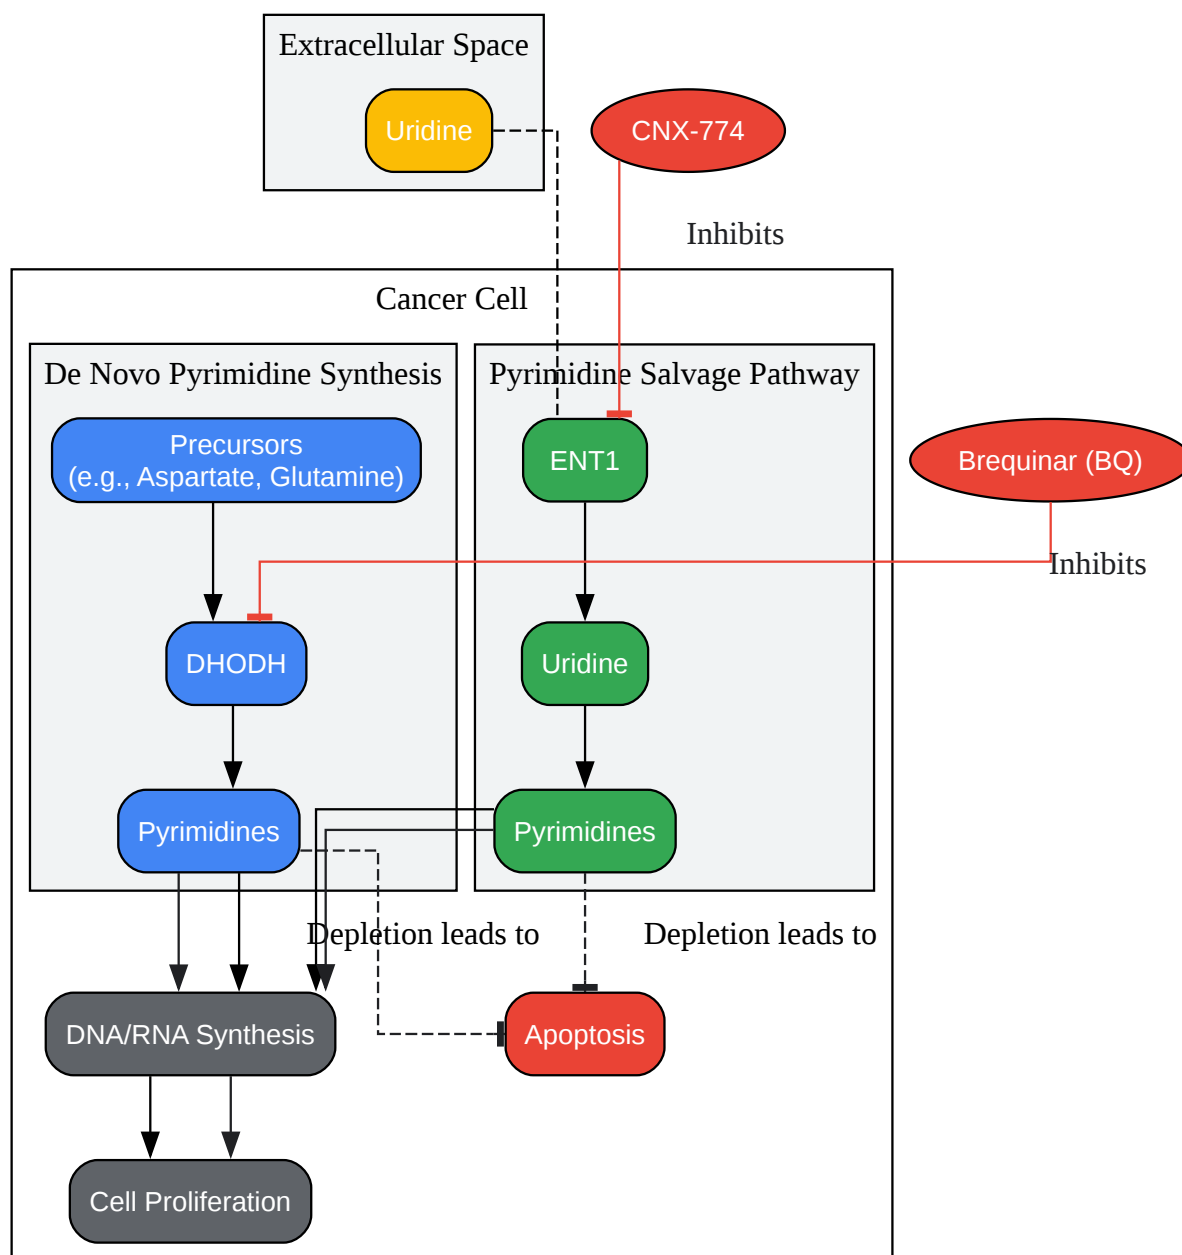 Extracellular Space
Uridine
CNX-774
Inhibits
Cancer Cell
De Novo Pyrimidine Synthesis
Pyrimidine Salvage Pathway
Precursors
(e.g., Aspartate, Glutamine)
ENT1
Brequinar (BQ)
Inhibits
DHODH
Uridine
Pyrimidines
Pyrimidines
Depletion leads to
Depletion leads to
DNA/RNA Synthesis
Apoptosis
Cell Proliferation